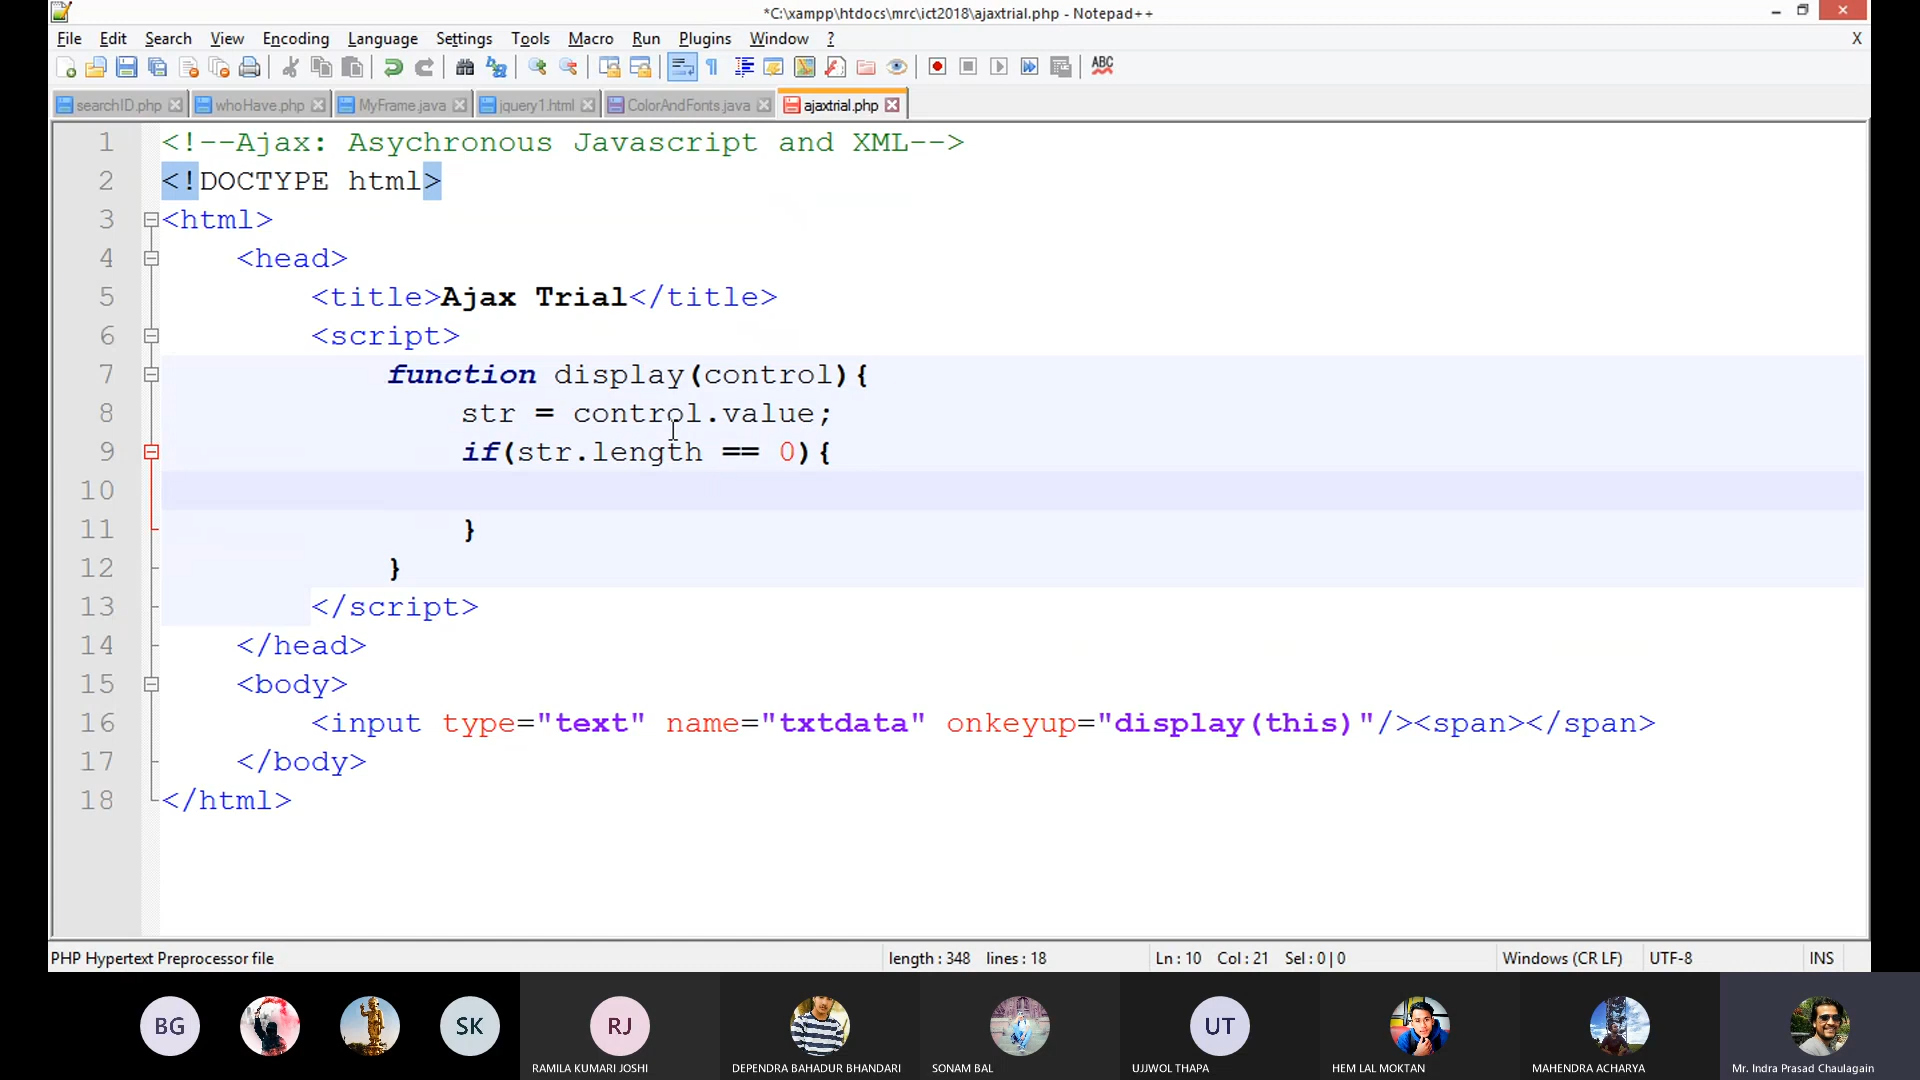 *C:\xampp\htdocs\mrc\ict2018\ajaxtrial.php - Notepad++
File Edit Search View Encoding Language Settings Tools Macro Run Plugins Window ? X
ABC
searchID.php whoHave.php MyFrame.java jquery1.html ColorAndFonts.java ajaxtrial.php
1 <!--Ajax: Asychronous Javascript and XML-->
2 <!DOCTYPE html>
3 <html>
4 <head>
5 <title>Ajax Trial</title>
6 <script>
7 function display(control){
8 str = control.value;
9 if(str.length == 0){
10
11 }
12 }
13 </script>
14 </head>
15 <body>
16 <input type="text" name="txtdata" onkeyup="display(this)"/><span></span>
17 </body>
18 </html>
PHP Hypertext Preprocessor file length : 348 lines : 18 Ln : 10 Col : 21 Sel : 0 | 0 Windows (CR LF) UTF-8 INS
BG SK RJ UT
RAMILA KUMARI JOSHI DEPENDRA BAHADUR BHANDARI SONAM BAL UJJWOL THAPA HEM LAL MOKTAN MAHENDRA ACHARYA Mr. Indra Prasad Chaulagain